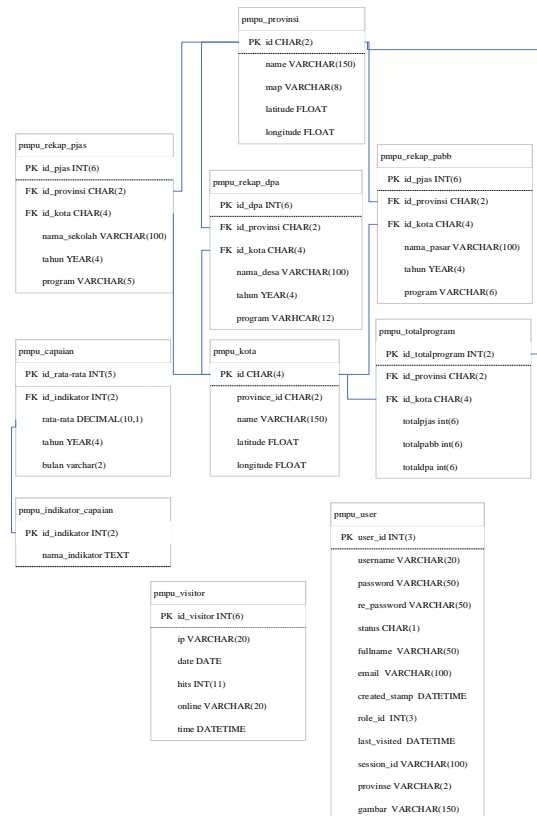 pmpu_provinsi
PK id CHAR(2)
name VARCHAR(150)
map VARCHAR(8)
latitude FLOAT
longitude FLOAT
pmpu_rekap_pjas
PK id_pjas INT(6)
FK id_provinsi CHAR(2)
FK id_kota CHAR(4)
nama_sekolah VARCHAR(100)
tahun YEAR(4)
program VARCHAR(5)
pmpu_rekap_dpa
PK id_dpa INT(6)
FK id_provinsi CHAR(2)
FK id_kota CHAR(4)
nama_desa VARCHAR(100)
tahun YEAR(4)
program VARHCAR(12)
pmpu_rekap_pabb
PK id_pjas INT(6)
FK id_provinsi CHAR(2)
FK id_kota CHAR(4)
nama_pasar VARCHAR(100)
tahun YEAR(4)
program VARCHAR(6)
pmpu_capaian
PK id_rata-rata INT(5)
FK id_indikator INT(2)
rata-rata DECIMAL(10,1)
tahun YEAR(4)
bulan varchar(2)
pmpu_kota
PK id CHAR(4)
province_id CHAR(2)
name VARCHAR(150)
latitude FLOAT
longitude FLOAT
pmpu_totalprogram
PK id_totalprogram INT(2)
FK id_provinsi CHAR(2)
FK id_kota CHAR(4)
totalpjas int(6)
totalpabb int(6)
totaldpa int(6)
pmpu_indikator_capaian
PK id_indikator INT(2)
nama_indikator TEXT
pmpu_visitor
PK id_visitor INT(6)
ip VARCHAR(20)
date DATE
hits INT(11)
online VARCHAR(20)
time DATETIME
pmpu_user
PK user_id INT(3)
username VARCHAR(20)
password VARCHAR(50)
re_password VARCHAR(50)
status CHAR(1)
fullname VARCHAR(50)
email VARCHAR(100)
created_stamp DATETIME
role_id INT(3)
last_visited DATETIME
session_id VARCHAR(100)
provinse VARCHAR(2)
gambar VARCHAR(150)